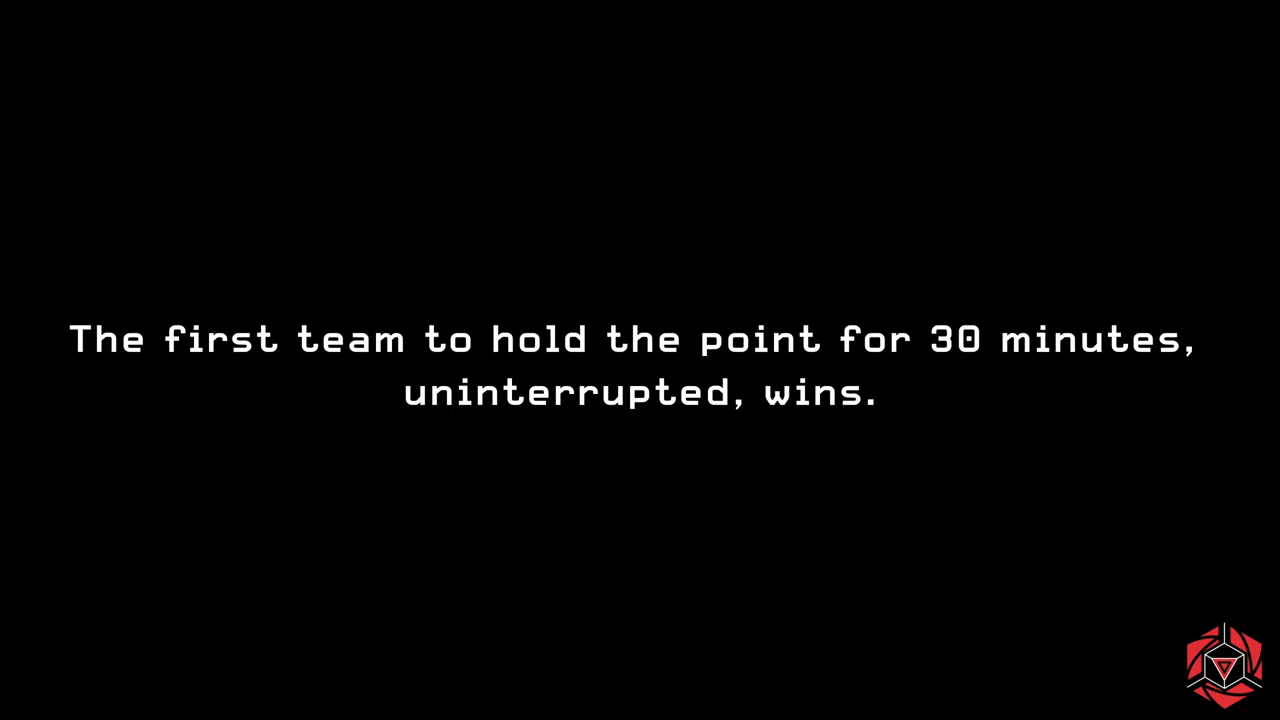 The first team to hold the point for 30 minutes,
uninterrupted, wins.